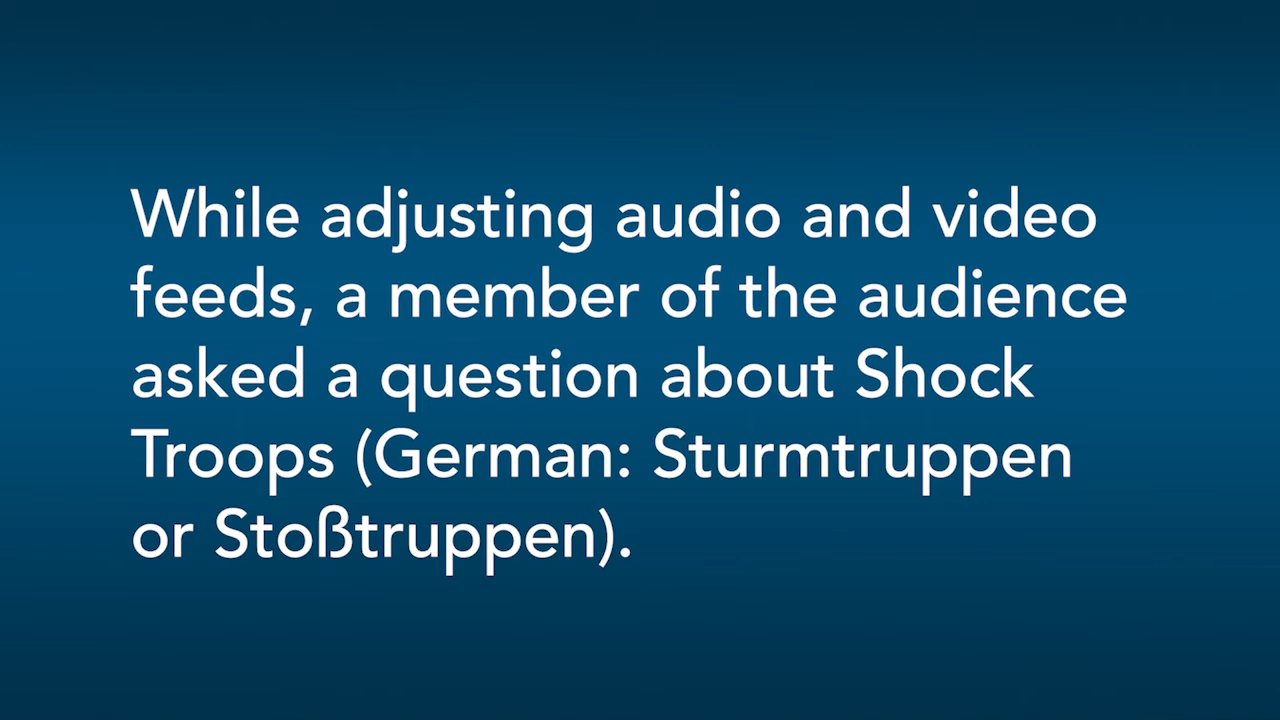 While adjusting audio and video
feeds, a member of the audience
asked a question about Shock
Troops (German: Sturmtruppen
or Stoßtruppen).